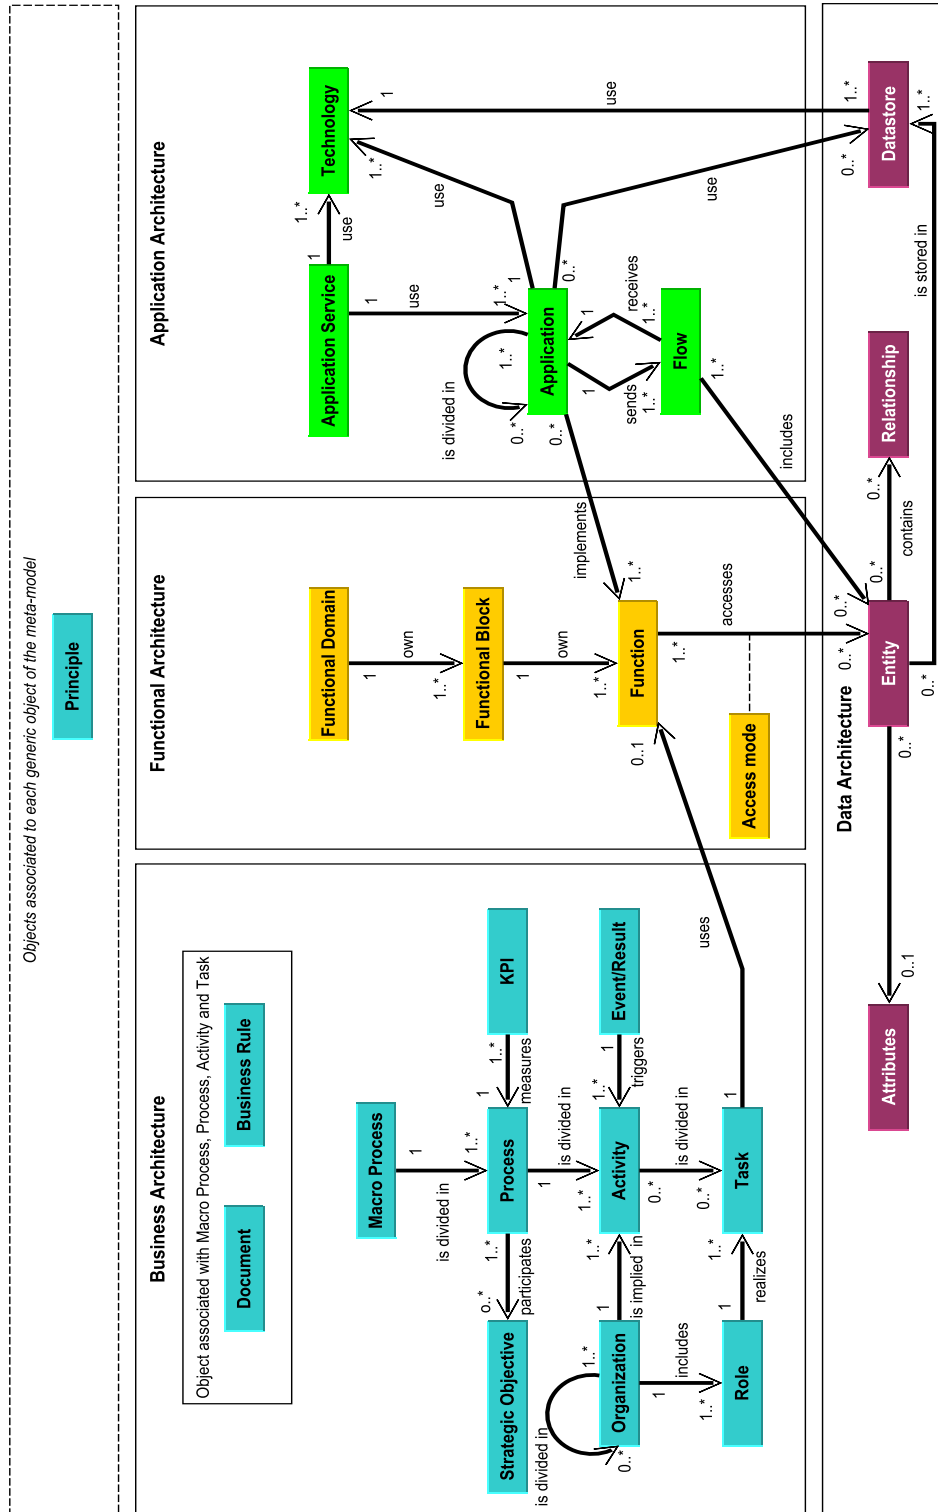 Objects associated to each generic object of the meta-model
Principle
Business Architecture
Object associated with Macro Process, Activity and Task
Document
Business Rule
Macro Process
1
is divided in
1..*
Strategic Objective
o..*
participates
1..*
Process
1
measures
1..*
KPI
1
is divided in
1..*
is divided in
0..*
1..*
Organization
1
is implied in
1..*
Activity
1..*
triggers
1
Event/Result
1
includes
1..*
0..*
is divided in
0..*
Role
1
realizes
1..*
Task
1
uses
0..1
Functional Architecture
Functional Domain
1
own
1..*
Functional Block
1
own
1..*
Function
1..*
accesses
0..*
Access mode
Application Architecture
Technology
Application Service
1
use
1..*
1
use
1..*
1
use
1..*
1
use
1..*
is divided in
0..*
1..*
Application
0..*
implements
1..*
0..*
use
0..*
1
sends
1..*
1
receives
1..*
Flow
1..*
includes
0..*
Data Architecture
Attributes
0..1
0..*
Entity
0..*
contains
0..*
Relationship
0..*
is stored in
1..*
Datastore